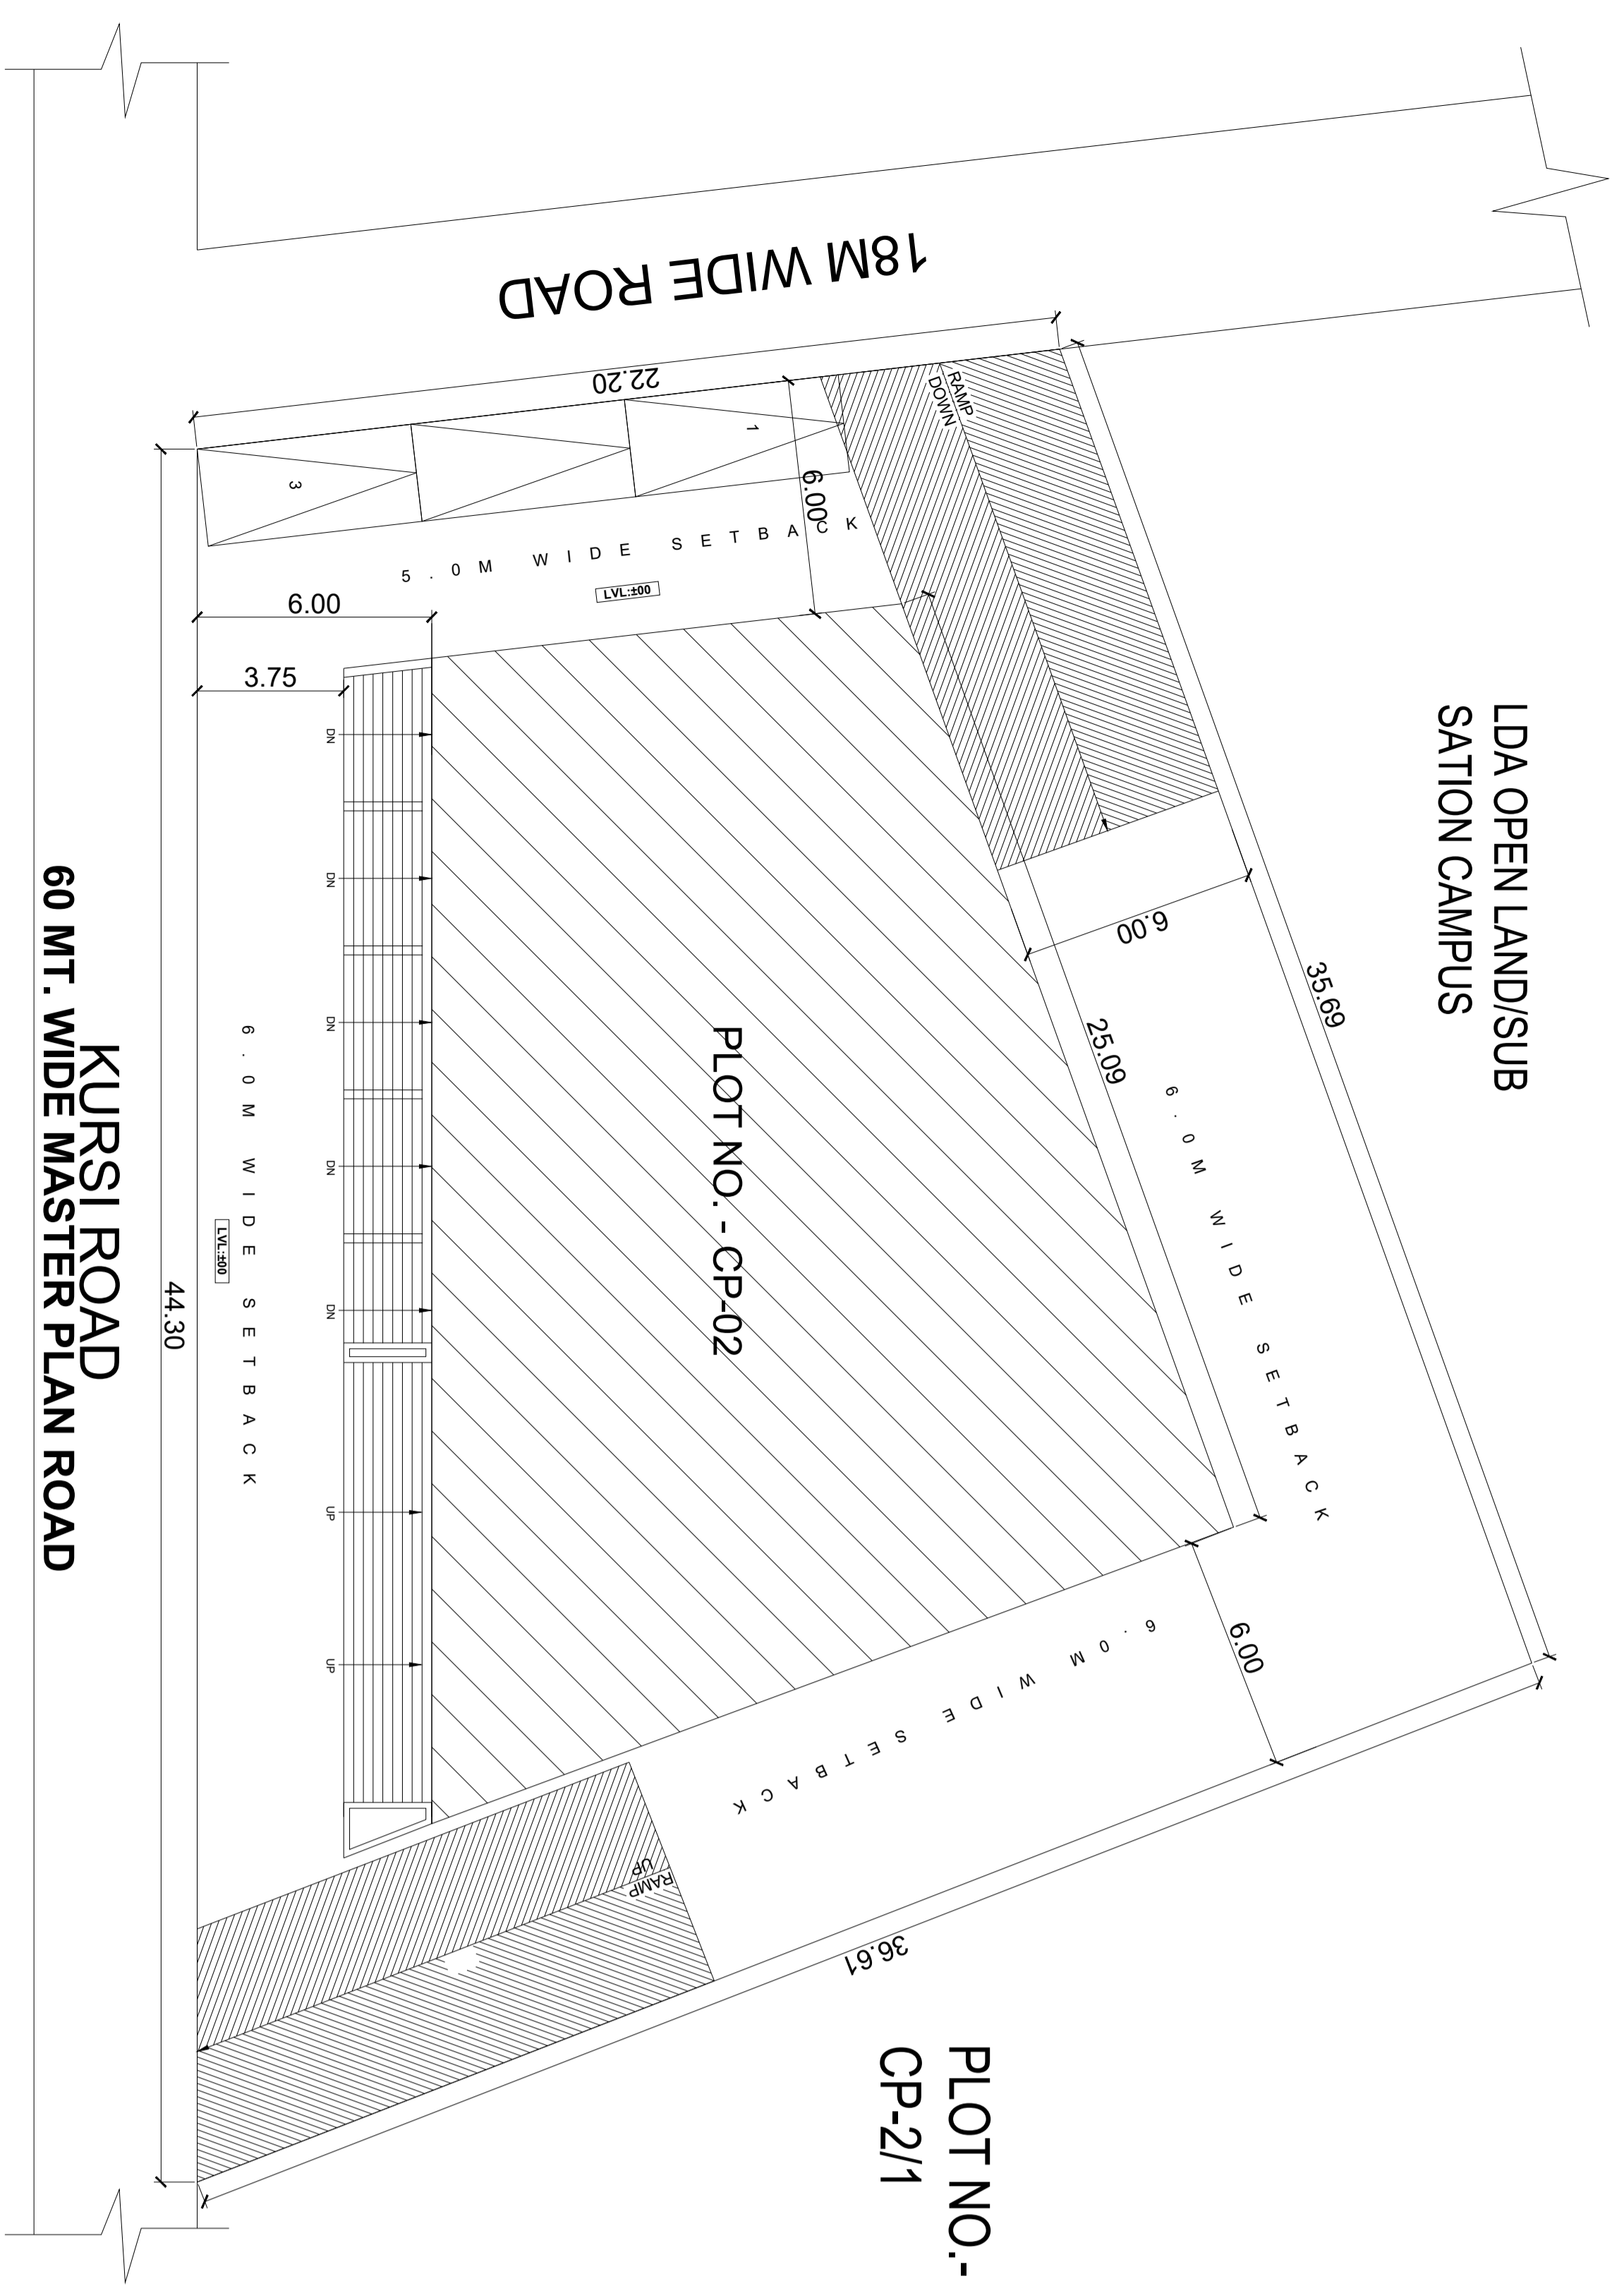 18M WIDE ROAD
22.20
RAMP
DOWN
1
3
6.00
5.0M WIDE SETBACK
LVL:±00
6.00
3.75
LDA OPEN LAND/SUB
SATION CAMPUS
DN
DN
DN
DN
DN
UP
UP
6.00
35.69
25.09
6.0M WIDE SETBACK
PLOT NO. - CP-02
6.0M WIDE SETBACK
LVL:±00
44.30
KURSI ROAD
60 MT. WIDE MASTER PLAN ROAD
6.0M WIDE SETBACK
6.00
RAMP
UP
36.61
PLOT NO.-
CP-2/1